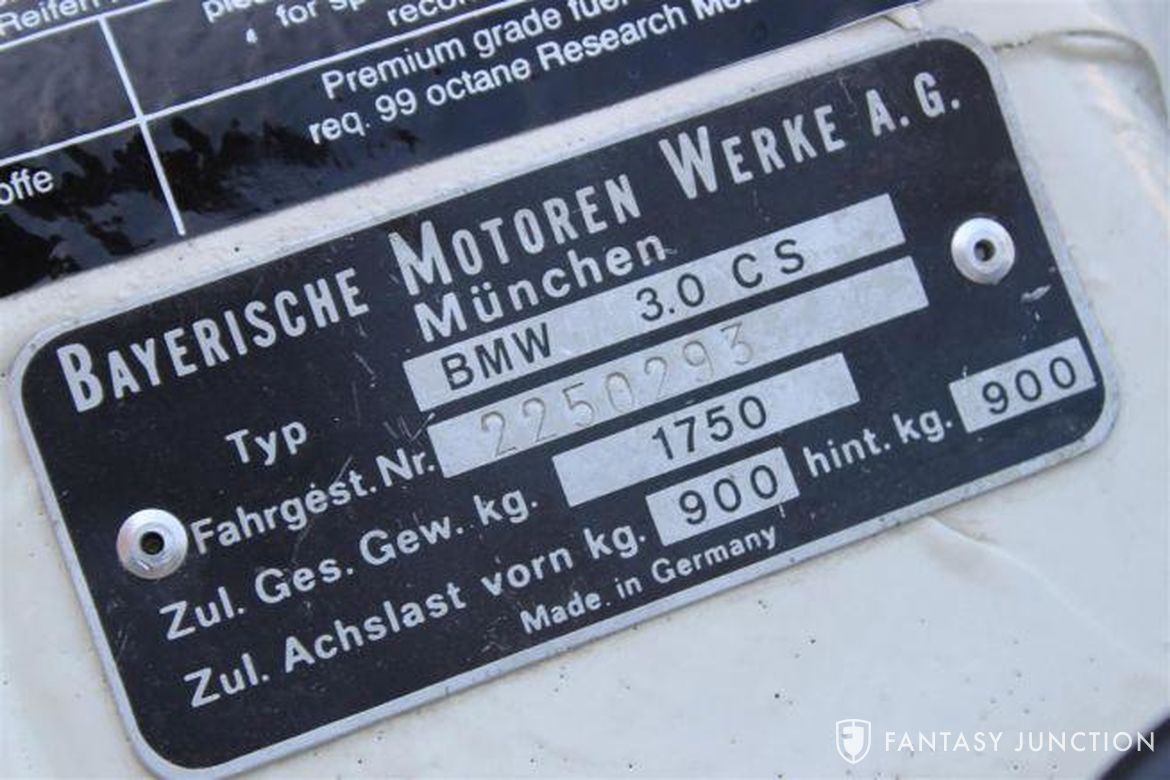 Reifen
for
reco
Premium grade fuel
req. 99 octane Research
offe
BAYERISCHE MOTOREN WERKE A.G.
München
Typ BMW 3.0 CS
Fahrgest. Nr. 2250293
Zul. Ges. Gew. kg. 1750
Zul. Achslast vorn kg. 900 hint. kg. 900
Made. in Germany
FANTASY JUNCTION